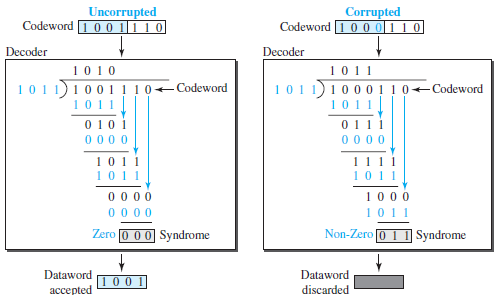 Uncorrupted
Codeword 1 0 0 1 1 1 0
Decoder
1 0 1 0
1 0 1 1 ) 1 0 0 1 1 1 0 Codeword
1 0 1 1
0 1 0 1
0 0 0 0
1 0 1 1
1 0 1 1
0 0 0 0
0 0 0 0
Zero 0 0 0 Syndrome
Dataword 1 0 0 1
accepted
Corrupted
Codeword 1 0 0 0 1 1 0
Decoder
1 0 1 1
1 0 1 1 ) 1 0 0 0 1 1 0 Codeword
1 0 1 1
0 1 1 1
0 0 0 0
1 1 1 1
1 0 1 1
1 0 0 0
1 0 1 1
Non-Zero 0 1 1 Syndrome
Dataword
discarded